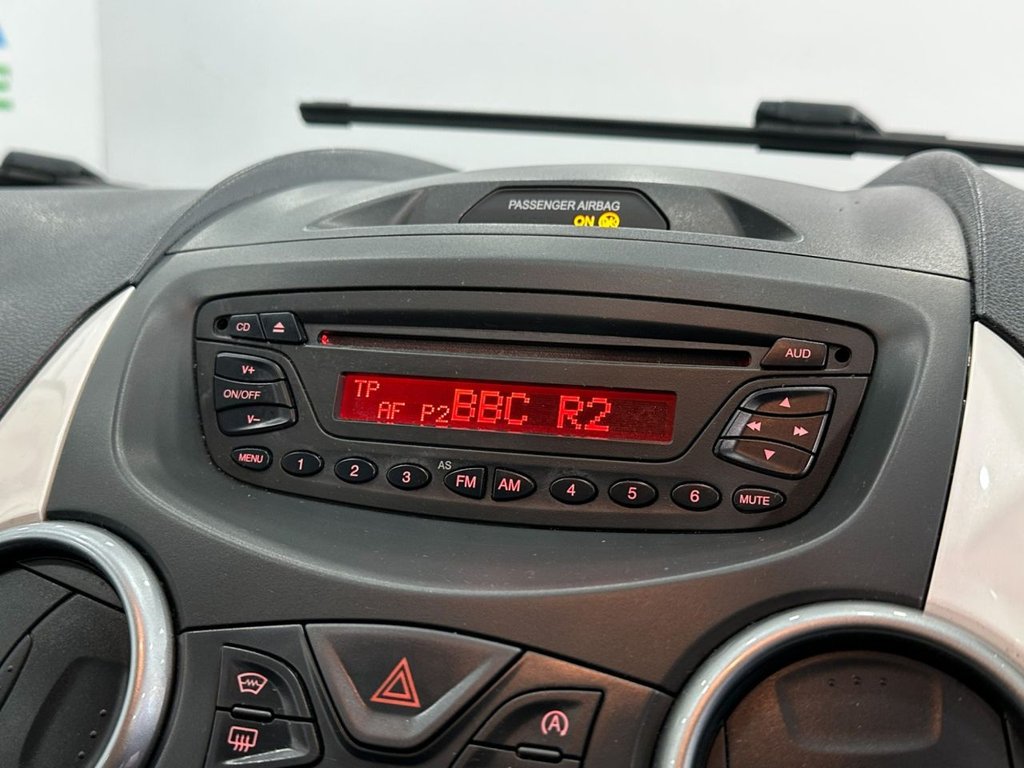 PASSENGER AIRBAG
ON
CD
AUD
V+
ON/OFF
V-
TP
AF P2 BBC R2
MENU 1 2 3 AS FM AM 4 5 6 MUTE
A